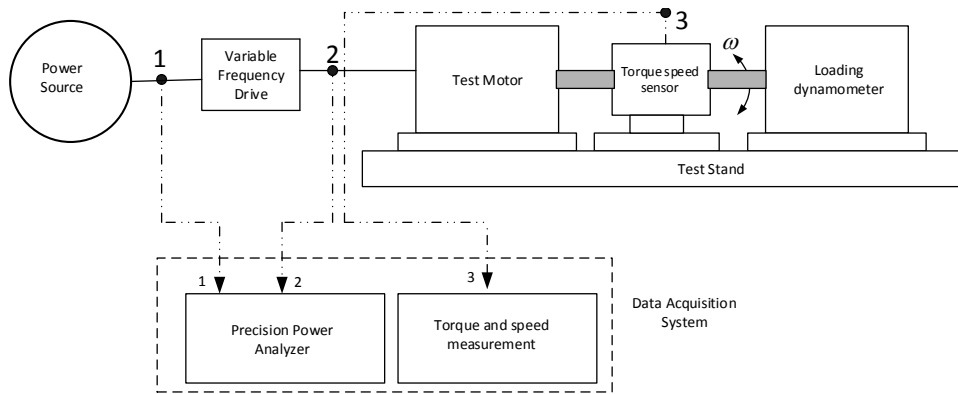 Power
Source
1
Variable
Frequency
Drive
2
Test Motor
3
Torque speed
sensor
ω
Loading
dynamometer
Test Stand
1
2
3
Precision Power
Analyzer
Torque and speed
measurement
Data Acquisition
System